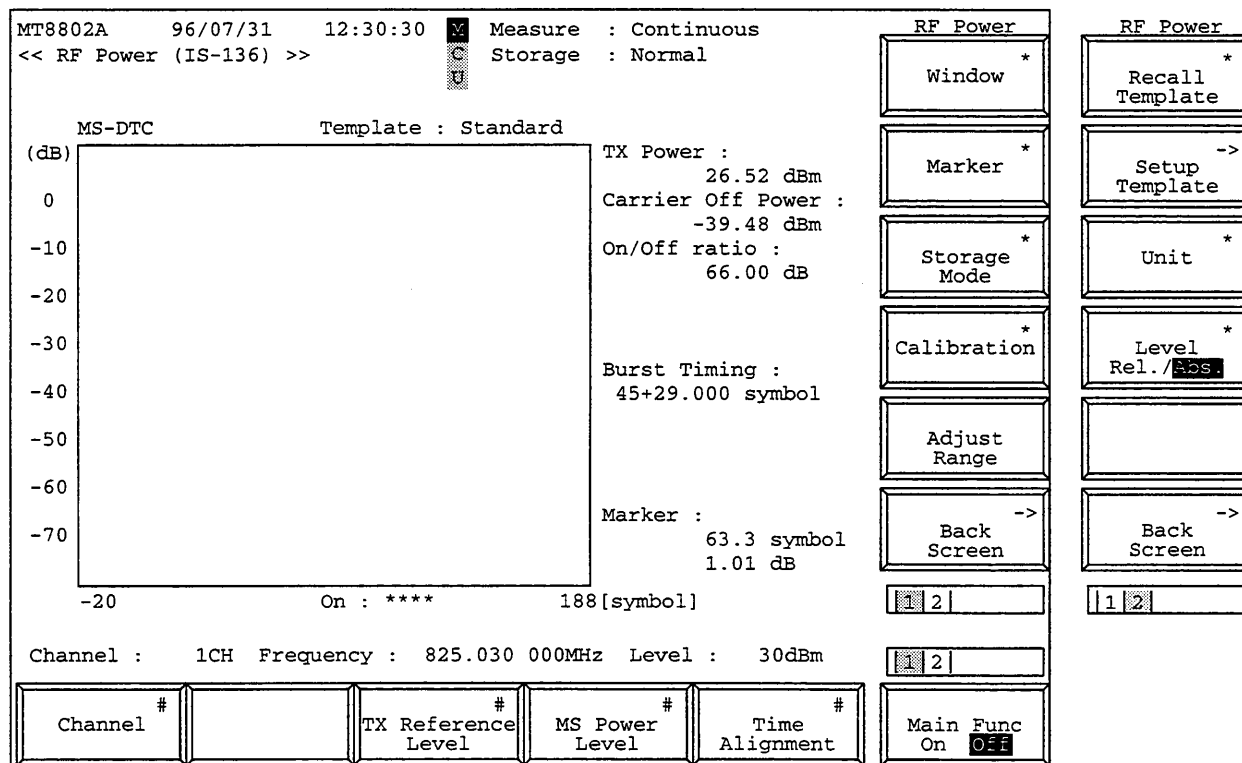 MT8802A 96/07/31 12:30:30 M Measure : Continuous
<< RF Power (IS-136) >> C Storage : Normal
U
MS-DTC Template : Standard
(dB)
0
-10
-20
-30
-40
-50
-60
-70
-20 On : **** 188[symbol]
TX Power :
26.52 dBm
Carrier Off Power :
-39.48 dBm
On/Off ratio :
66.00 dB
Burst Timing :
45+29.000 symbol
Marker :
63.3 symbol
1.01 dB
Channel : 1CH Frequency : 825.030 000MHz Level : 30dBm
#
Channel
#
TX Reference
Level
#
MS Power
Level
#
Time
Alignment
RF Power
*
Window
*
Marker
*
Storage
Mode
*
Calibration
Adjust
Range
->
Back
Screen
1 2
1 2
Main Func
On Off
RF Power
*
Recall
Template
->
Setup
Template
*
Unit
*
Level
Rel./Abs.
->
Back
Screen
1 2